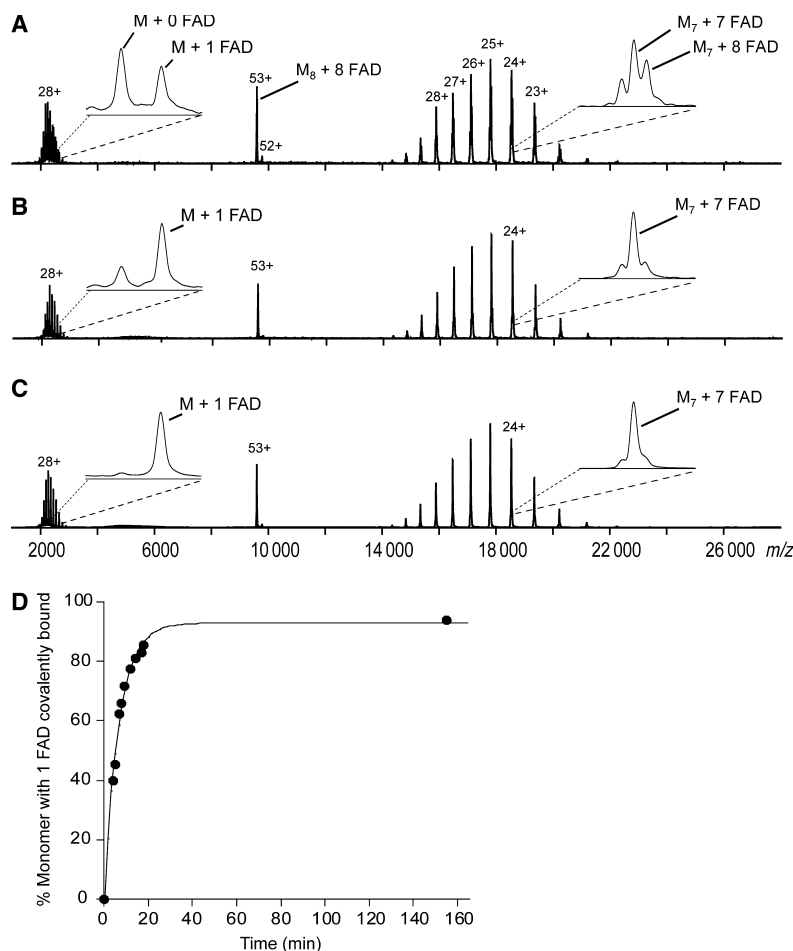 A
M + 0 FAD
M + 1 FAD
28+
53+
M₈ + 8 FAD
52+
28+
27+
26+
25+
24+
23+
M₇ + 7 FAD
M₇ + 8 FAD
B
M + 1 FAD
28+
53+
24+
M₇ + 7 FAD
C
M + 1 FAD
28+
53+
24+
M₇ + 7 FAD
2000 6000 10 000 14 000 18 000 22 000 26 000 m/z
D
% Monomer with 1 FAD covalently bound
100
80
60
40
20
0
0 20 40 60 80 100 120 140 160
Time (min)